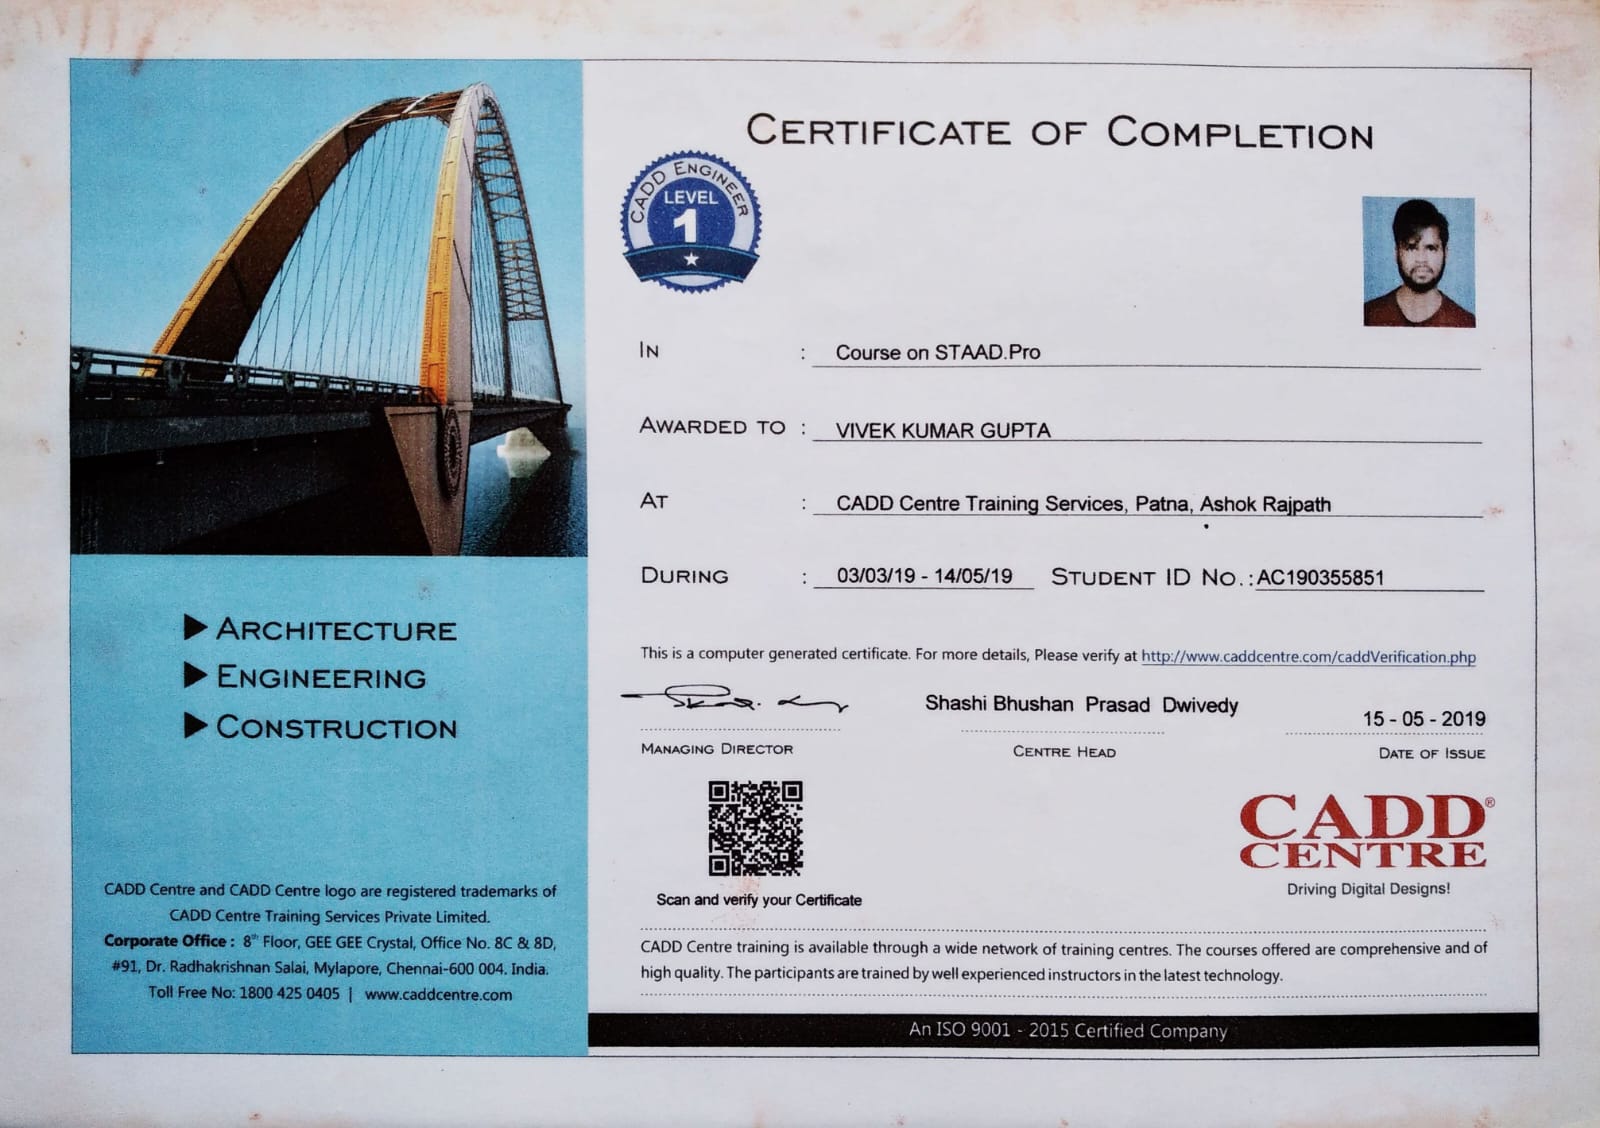 CERTIFICATE OF COMPLETION
CADD ENGINEER
LEVEL
1
IN : Course on STAAD.Pro
AWARDED TO : VIVEK KUMAR GUPTA
AT : CADD Centre Training Services, Patna, Ashok Rajpath
DURING : 03/03/19 - 14/05/19 STUDENT ID NO.: AC190355851
This is a computer generated certificate. For more details, Please verify at http://www.caddcentre.com/caddVerification.php
Shashi Bhushan Prasad Dwivedy
15 - 05 - 2019
MANAGING DIRECTOR
CENTRE HEAD
DATE OF ISSUE
Scan and verify your Certificate
CADD®
CENTRE
Driving Digital Designs!
CADD Centre training is available through a wide network of training centres. The courses offered are comprehensive and of
high quality. The participants are trained by well experienced instructors in the latest technology.
An ISO 9001 - 2015 Certified Company
ARCHITECTURE
ENGINEERING
CONSTRUCTION
CADD Centre and CADD Centre logo are registered trademarks of
CADD Centre Training Services Private Limited.
Corporate Office : 8th Floor, GEE GEE Crystal, Office No. 8C & 8D,
#91, Dr. Radhakrishnan Salai, Mylapore, Chennai-600 004. India.
Toll Free No: 1800 425 0405 | www.caddcentre.com